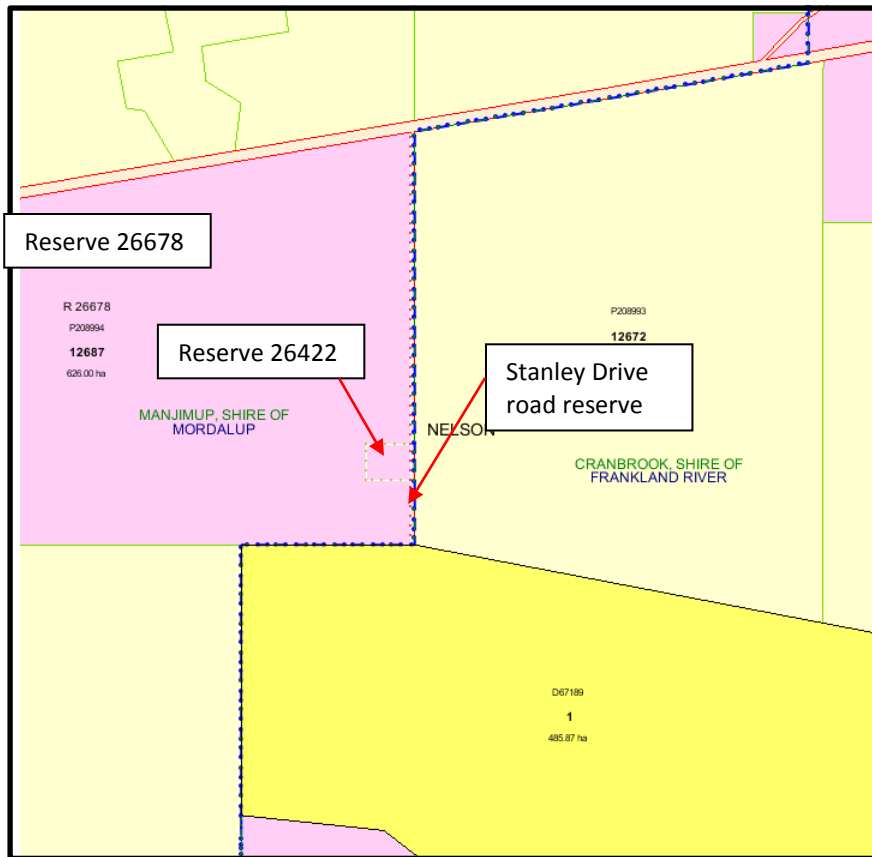 Reserve 26678
R 26678
P208994
12687
626.00 ha
MANJIMUP, SHIRE OF
MORDALUP
Reserve 26422
Stanley Drive
road reserve
NELSON
P208993
12672
CRANBROOK, SHIRE OF
FRANKLAND RIVER
D67189
1
485.87 ha